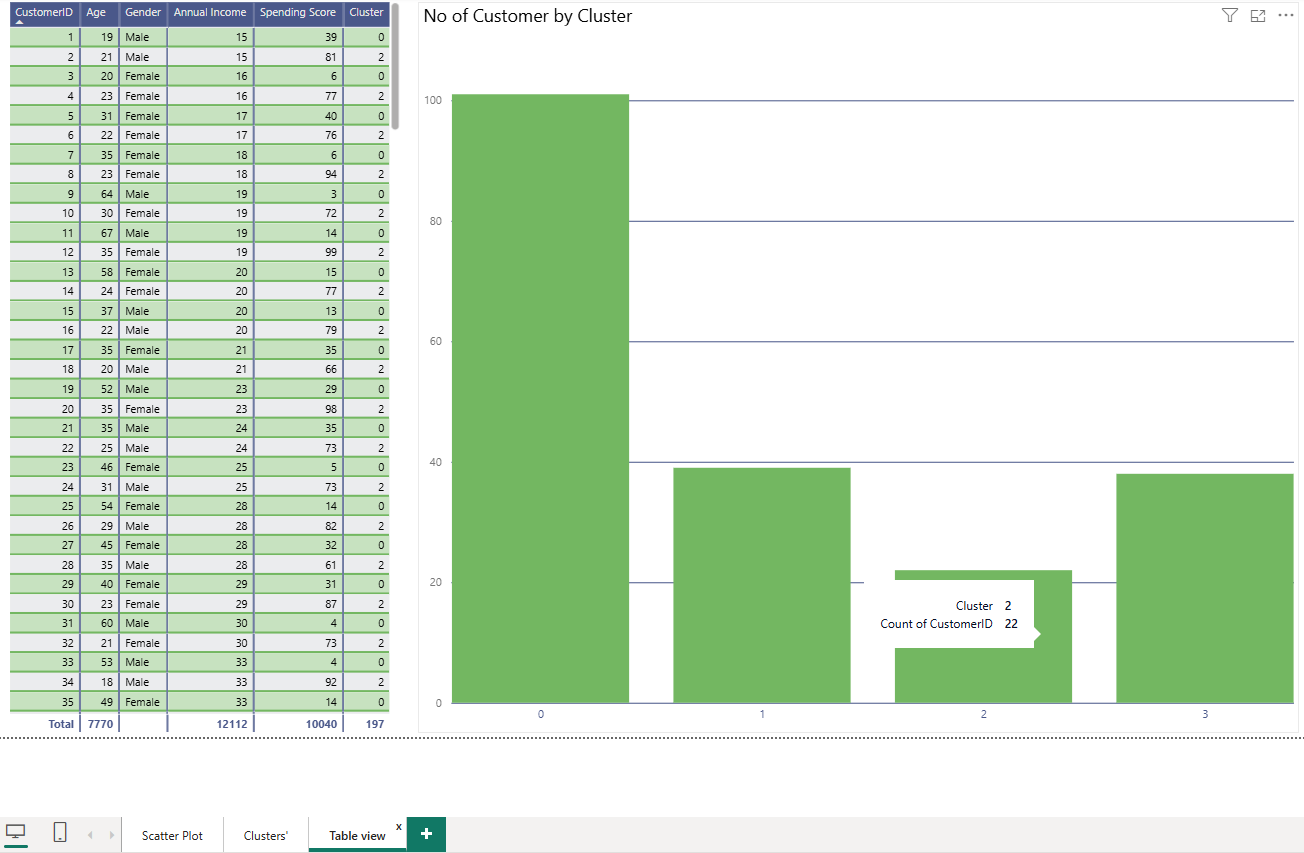 CustomerID Age Gender Annual Income Spending Score Cluster
1 19 Male 15 39 0
2 21 Male 15 81 2
3 20 Female 16 6 0
4 23 Female 16 77 2
5 31 Female 17 40 0
6 22 Female 17 76 2
7 35 Female 18 6 0
8 23 Female 18 94 2
9 64 Male 19 3 0
10 30 Female 19 72 2
11 67 Male 19 14 0
12 35 Female 19 99 2
13 58 Female 20 15 0
14 24 Female 20 77 2
15 37 Male 20 13 0
16 22 Male 20 79 2
17 35 Female 21 35 0
18 20 Male 21 66 2
19 52 Male 23 29 0
20 35 Female 23 98 2
21 35 Male 24 35 0
22 25 Male 24 73 2
23 46 Female 25 5 0
24 31 Male 25 73 2
25 54 Female 28 14 0
26 29 Male 28 82 2
27 45 Female 28 32 0
28 35 Male 28 61 2
29 40 Female 29 31 0
30 23 Female 29 87 2
31 60 Male 30 4 0
32 21 Female 30 73 2
33 53 Male 33 4 0
34 18 Male 33 92 2
35 49 Female 33 14 0
Total 7770 12112 10040 197
No of Customer by Cluster
100
80
60
40
20
0
0 1 2 3
Cluster 2
Count of CustomerID 22
Scatter Plot Clusters' Table view x +